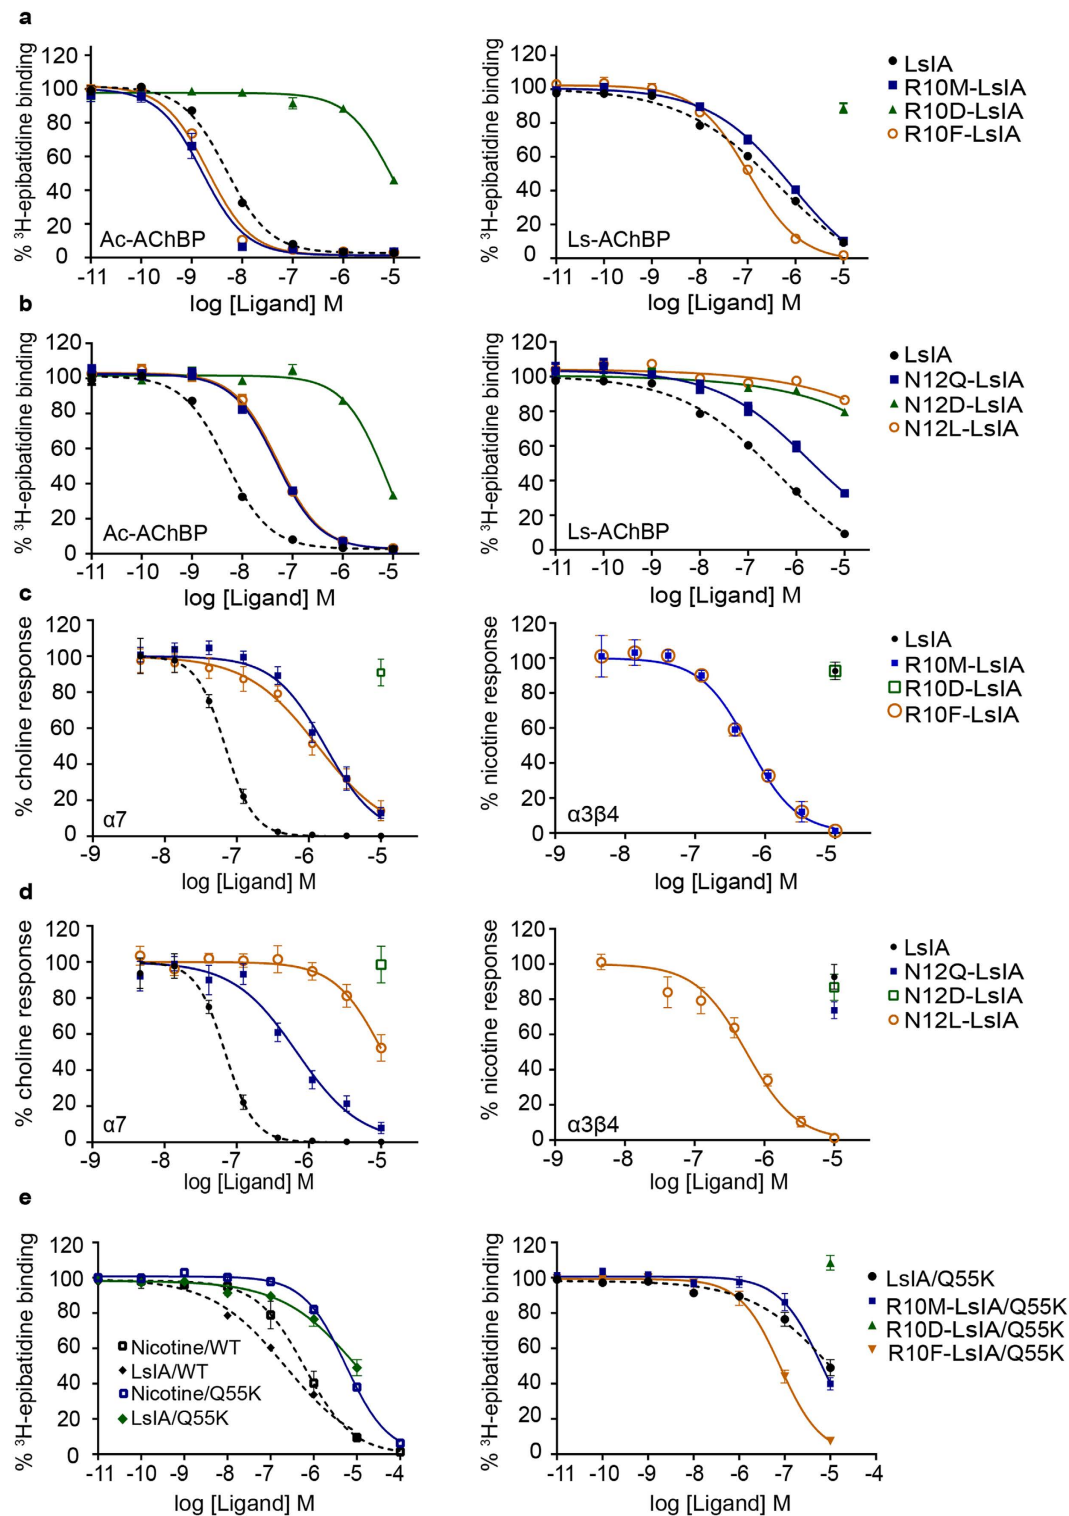 a
% ³H-epibatidine binding
120
100
80
60
40
20
0
Ac-AChBP
-11 -10 -9 -8 -7 -6 -5
log [Ligand] M
% ³H-epibatidine binding
120
100
80
60
40
20
0
Ls-AChBP
-11 -10 -9 -8 -7 -6 -5
log [Ligand] M
LsIA
R10M-LsIA
R10D-LsIA
R10F-LsIA
b
% ³H-epibatidine binding
120
100
80
60
40
20
0
Ac-AChBP
-11 -10 -9 -8 -7 -6 -5
log [Ligand] M
% ³H-epibatidine binding
120
100
80
60
40
20
0
Ls-AChBP
-11 -10 -9 -8 -7 -6 -5
log [Ligand] M
LsIA
N12Q-LsIA
N12D-LsIA
N12L-LsIA
c
% choline response
120
100
80
60
40
20
0
α7
-9 -8 -7 -6 -5
log [Ligand] M
% nicotine response
120
100
80
60
40
20
0
α3β4
-9 -8 -7 -6 -5
log [Ligand] M
LsIA
R10M-LsIA
R10D-LsIA
R10F-LsIA
d
% choline response
120
100
80
60
40
20
0
α7
-9 -8 -7 -6 -5
log [Ligand] M
% nicotine response
120
100
80
60
40
20
0
α3β4
-9 -8 -7 -6 -5
log [Ligand] M
LsIA
N12Q-LsIA
N12D-LsIA
N12L-LsIA
e
% ³H-epibatidine binding
120
100
80
60
40
20
0
Nicotine/WT
LsIA/WT
Nicotine/Q55K
LsIA/Q55K
-11 -10 -9 -8 -7 -6 -5 -4
log [Ligand] M
% ³H-epibatidine binding
120
100
80
60
40
20
0
-11 -10 -9 -8 -6 -7 -5 -4
log [Ligand] M
LsIA/Q55K
R10M-LsIA/Q55K
R10D-LsIA/Q55K
R10F-LsIA/Q55K